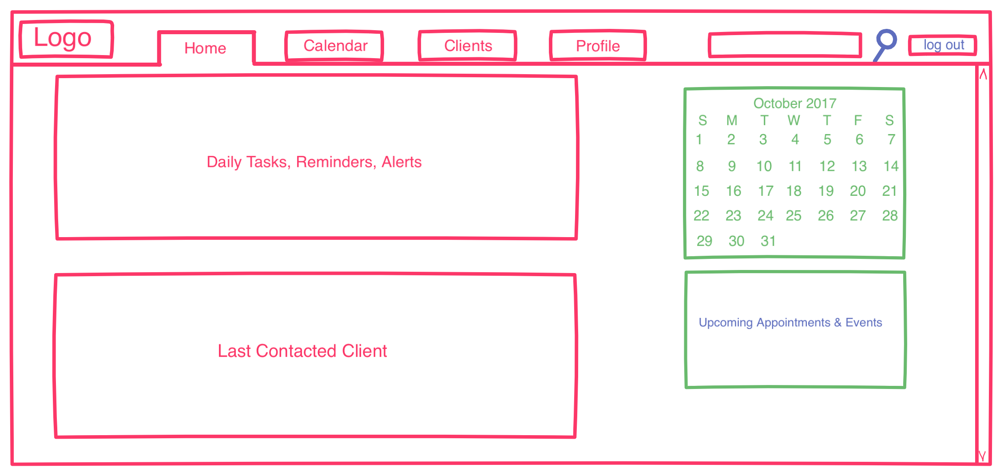 Logo
Home
Calendar
Clients
Profile
log out
Daily Tasks, Reminders, Alerts
Last Contacted Client
October 2017
S M T W T F S
1 2 3 4 5 6 7
8 9 10 11 12 13 14
15 16 17 18 19 20 21
22 23 24 25 26 27 28
29 30 31
Upcoming Appointments & Events